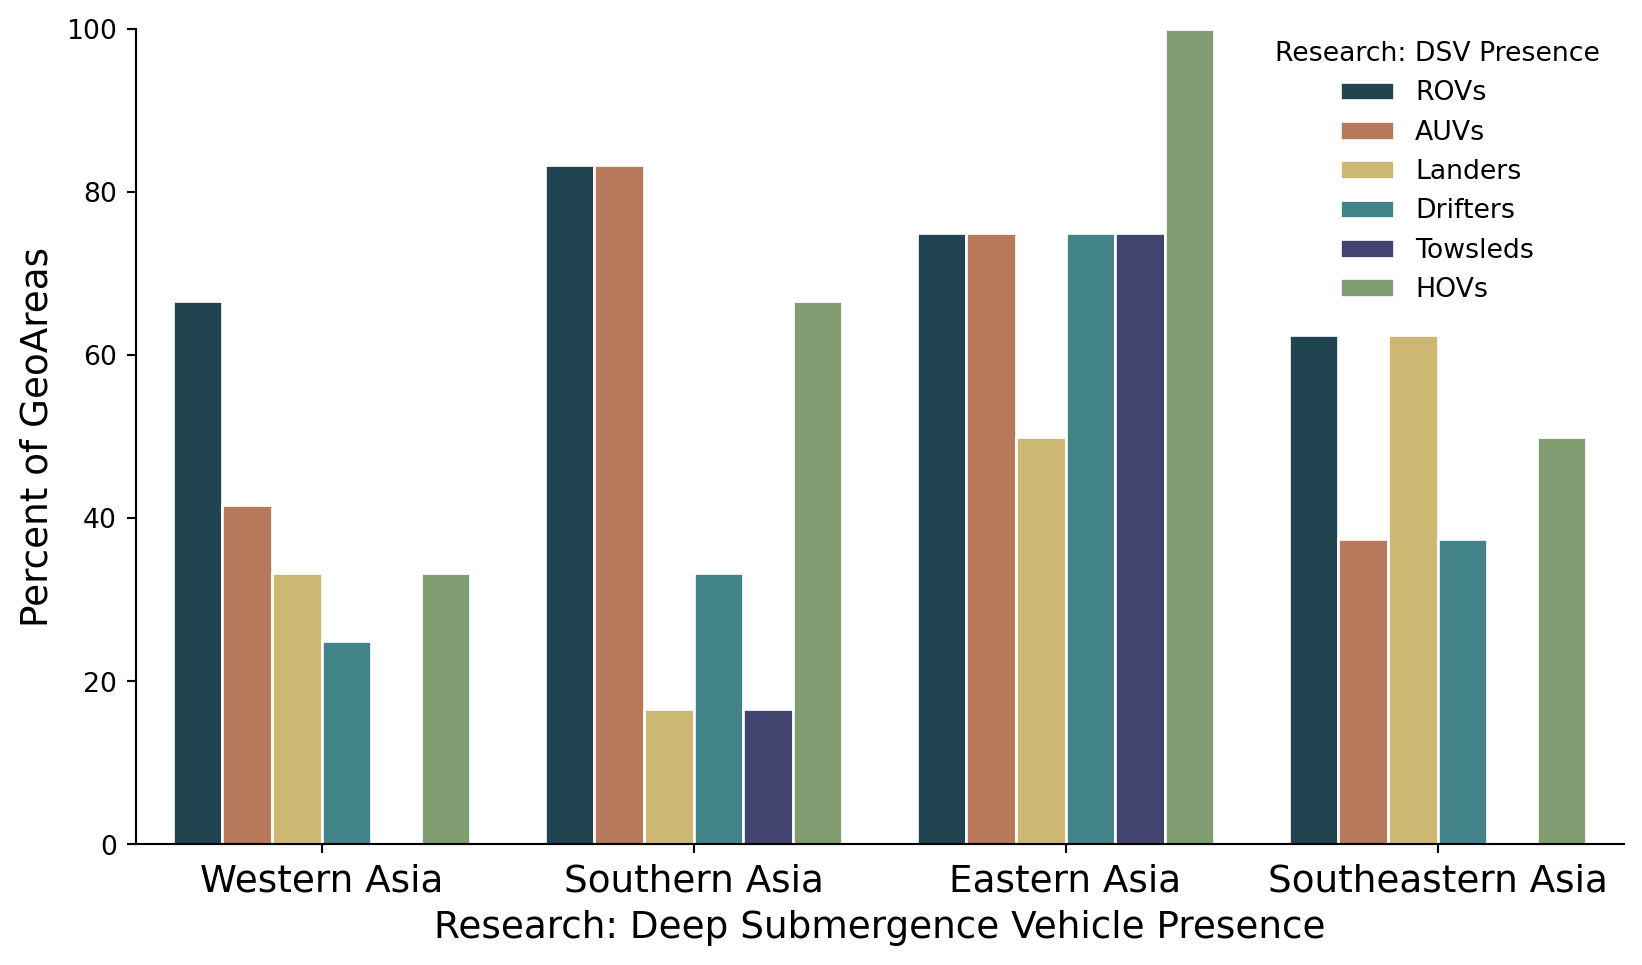 100
80
60
40
20
0
Percent of GeoAreas
Research: DSV Presence
ROVs
AUVs
Landers
Drifters
Towsleds
HOVs
Western Asia
Southern Asia
Eastern Asia
Southeastern Asia
Research: Deep Submergence Vehicle Presence